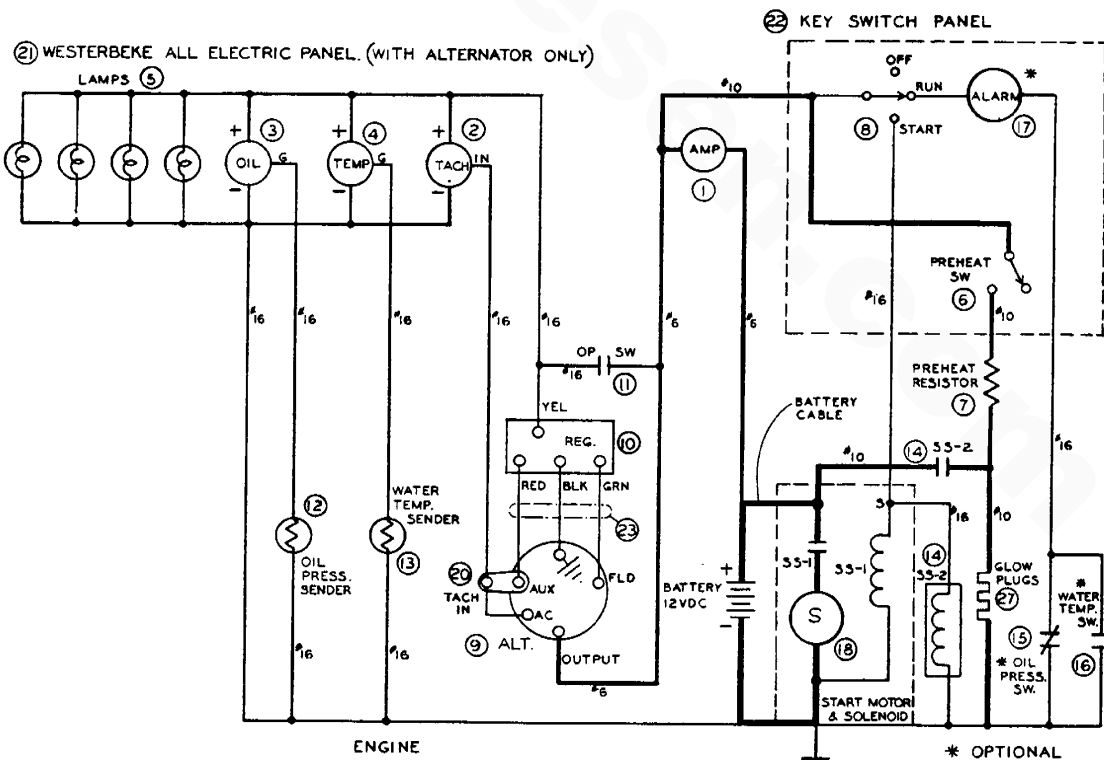 ㉒ KEY SWITCH PANEL
㉑ WESTERBEKE ALL ELECTRIC PANEL. (WITH ALTERNATOR ONLY)
LAMPS ⑤
OFF
RUN
ALARM
*
⑰
⑧
START
#10
+ ③
OIL G
-
+ ④
TEMP G
-
+ ②
TACH IN
-
AMP
①
PREHEAT
SW
⑥
#10
#16
#16
#16
#16
#16
#6
#6
#16
OP SW
#16
⑪
PREHEAT
RESISTOR
⑦
YEL
REG. ⑩
RED BLK GRN
㉓
BATTERY
CABLE
#10
⑭ SS-2
#16
⑫
OIL
PRESS.
SENDER
WATER
TEMP.
SENDER
⑬
S
#16
#10
SS-1
SS-1
⑭
SS-2
GLOW
PLUGS
㉗
⑳
TACH
IN
AUX
FLD
AC
⑨ ALT.
OUTPUT
#6
+
BATTERY
12VDC
-
S
⑱
START MOTOR
& SOLENOID
⑮
* OIL
PRESS.
SW.
*
WATER
TEMP.
SW.
⑯
#16
#16
ENGINE
* OPTIONAL